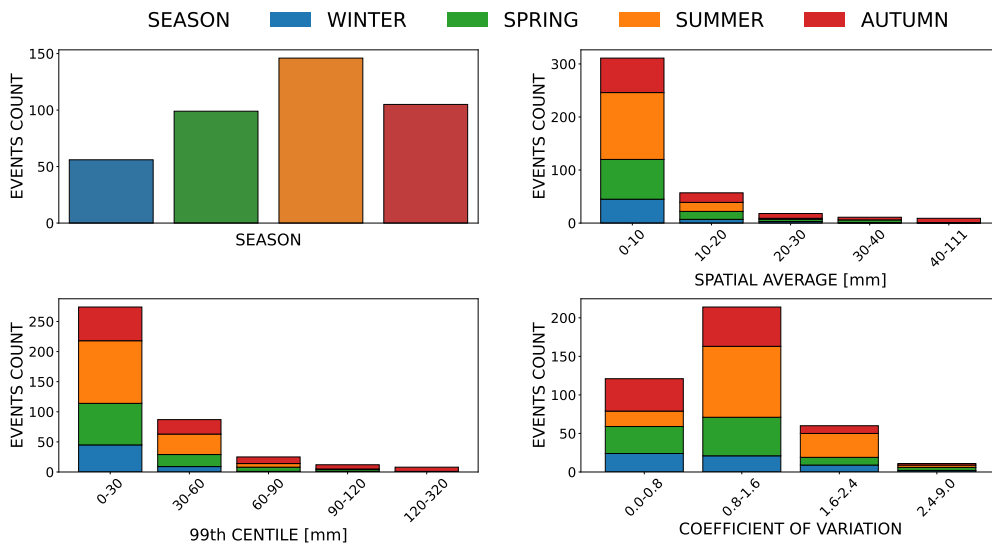 SEASON WINTER SPRING SUMMER AUTUMN
EVENTS COUNT
150
100
50
0
SEASON
EVENTS COUNT
300
200
100
0
0-10 10-20 20-30 30-40 40-111
SPATIAL AVERAGE [mm]
EVENTS COUNT
250
200
150
100
50
0
0-30 30-60 60-90 90-120 120-320
99th CENTILE [mm]
EVENTS COUNT
200
150
100
50
0
0.0-0.8 0.8-1.6 1.6-2.4 2.4-9.0
COEFFICIENT OF VARIATION